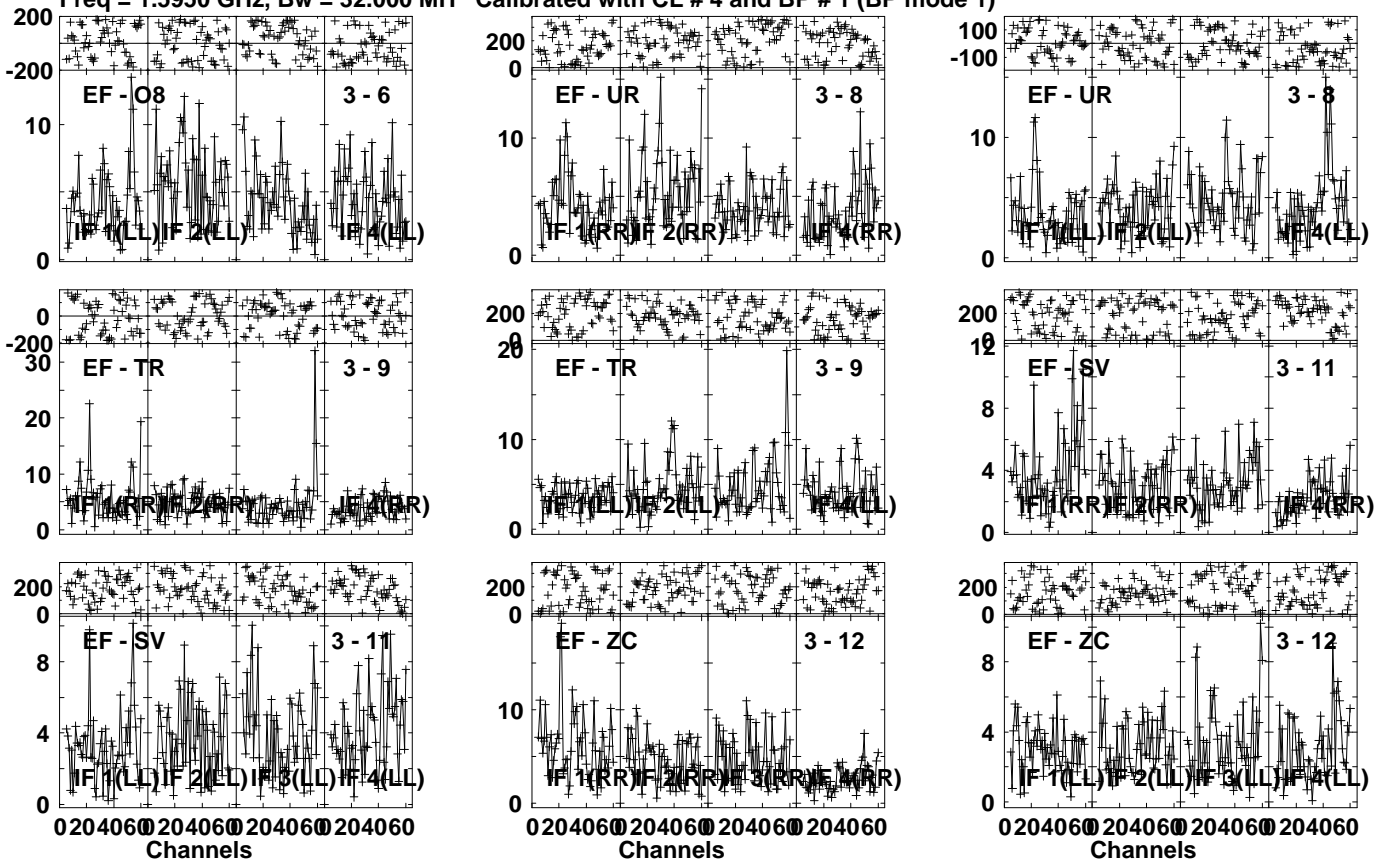 Freq = 1.5950 GHz, Bw = 32.000 MH Calibrated with CL # 4 and BP # 1 (BP mode 1)
200
-200
EF - O8
3 - 6
10
0
IF 1(LL)
IF 2(LL)
IF 4(LL)
200
0
EF - UR
3 - 8
10
0
IF 1(RR)
IF 2(RR)
IF 4(RR)
100
-100
EF - UR
3 - 8
10
0
IF 1(LL)
IF 2(LL)
IF 4(LL)
0
-200
EF - TR
3 - 9
30
20
10
0
IF 1(RR)
IF 2(RR)
IF 4(RR)
200
0
EF - TR
3 - 9
20
10
0
IF 1(LL)
IF 2(LL)
IF 4(LL)
200
0
EF - SV
3 - 11
12
8
4
0
IF 1(RR)
IF 2(RR)
IF 4(RR)
200
0
EF - SV
3 - 11
8
4
0
IF 1(LL)
IF 2(LL)
IF 3(LL)
IF 4(LL)
0 20 40 60 0 20 40 60 0 20 40 60 0 20 40 60
Channels
200
0
EF - ZC
3 - 12
10
0
IF 1(RR)
IF 2(RR)
IF 3(RR)
IF 4(RR)
0 20 40 60 0 20 40 60 0 20 40 60 0 20 40 60
Channels
200
0
EF - ZC
3 - 12
8
4
0
IF 1(LL)
IF 2(LL)
IF 3(LL)
IF 4(LL)
0 20 40 60 0 20 40 60 0 20 40 60 0 20 40 60
Channels